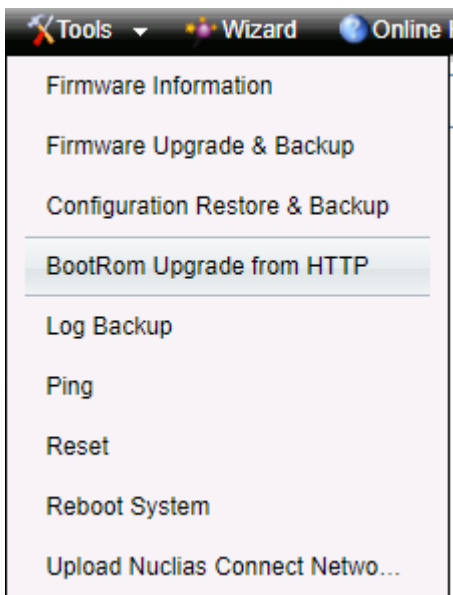 Tools Wizard Online
Firmware Information
Firmware Upgrade & Backup
Configuration Restore & Backup
BootRom Upgrade from HTTP
Log Backup
Ping
Reset
Reboot System
Upload Nuclias Connect Netwo...